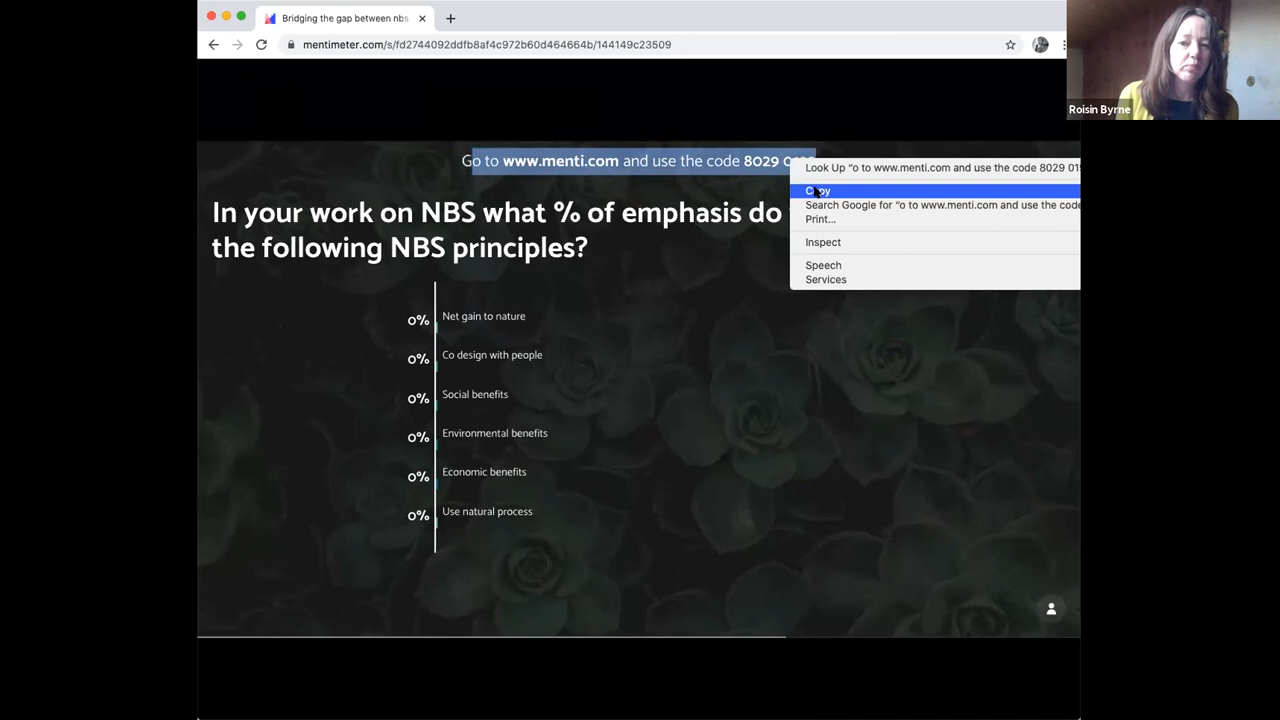 Bridging the gap between nbs
mentimeter.com/s/fd2744092ddfb8af4c972b60d464664b/144149c23509
Roisin Byrne
Go to www.menti.com and use the code 8029
Look Up “o to www.menti.com and use the code 8029 01
Copy
Search Google for “o to www.menti.com and use the code
Print...
Inspect
Speech
Services
In your work on NBS what % of emphasis do
the following NBS principles?
0% Net gain to nature
0% Co design with people
0% Social benefits
0% Environmental benefits
0% Economic benefits
0% Use natural process